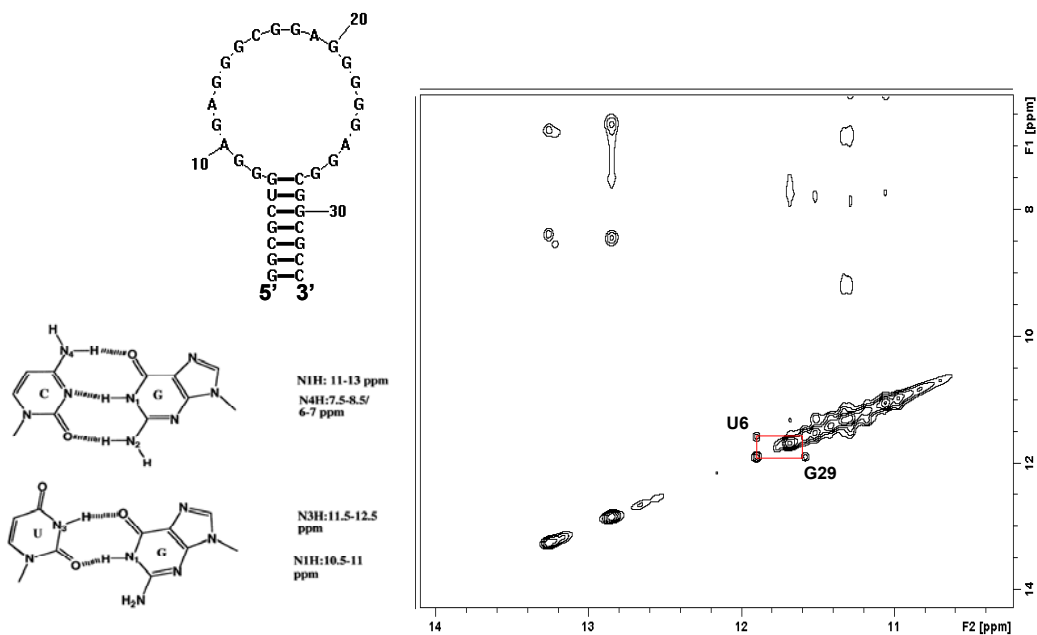 20
G G C G G A G
G G
G G
A G
G G
10 A A
G G G G C G G
U G
C G 30
G C
C G
G C
G C
5' 3'
H
N4 H O N
C N H N1 G N
N O H N2 N
H
N1H: 11-13 ppm
N4H:7.5-8.5/
6-7 ppm
O N
U N3 H O N
N O H N1 G N
H2N
N3H:11.5-12.5
ppm
N1H:10.5-11
ppm
F1 [ppm]
8
10
12
14
U6
G29
14 13 12 11 F2 [ppm]